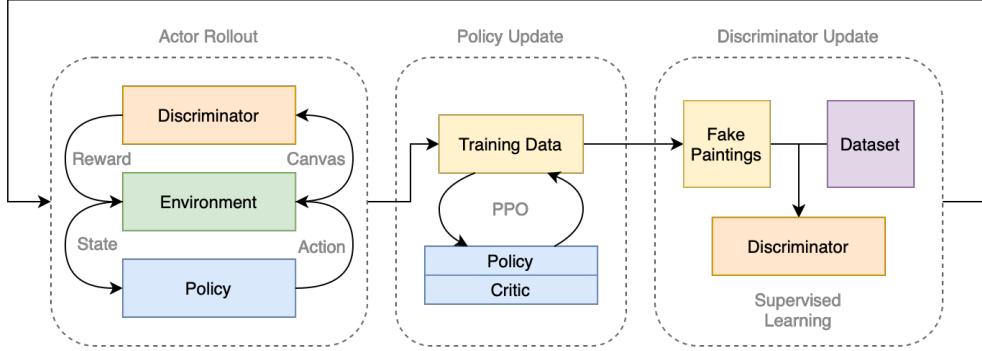 Actor Rollout
Discriminator
Reward
Canvas
Environment
State
Action
Policy
Policy Update
Training Data
PPO
Policy
Critic
Discriminator Update
Fake
Paintings
Dataset
Discriminator
Supervised
Learning